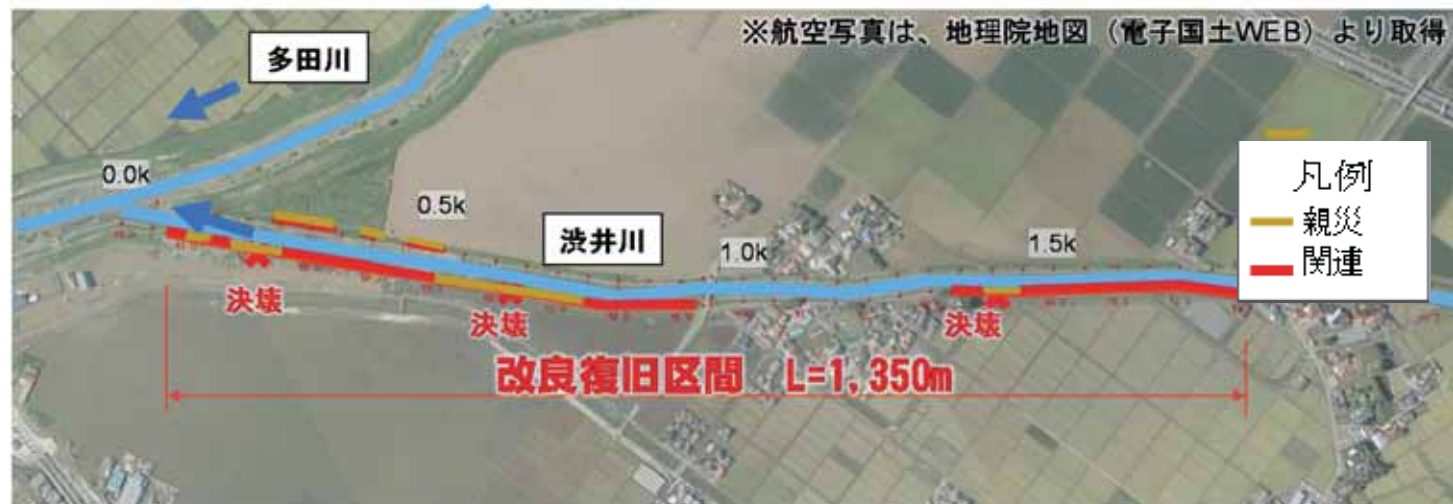 ※航空写真は、地理院地図（電子国土WEB）より取得
多田川
0.0k
0.5k
渋井川
1.0k
1.5k
凡例
親災
関連
決壊
決壊
決壊
改良復旧区間 L=1,350m